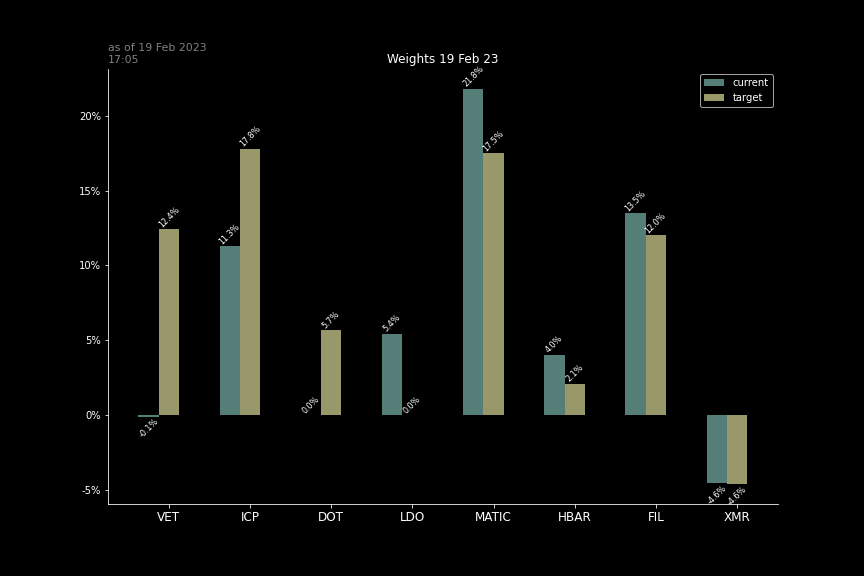 as of 19 Feb 2023
17:05
Weights 19 Feb 23
current
target
20%
15%
10%
5%
0%
-5%
-0.1%
12.4%
11.3%
17.8%
0.0%
5.7%
5.4%
0.0%
21.8%
17.5%
4.0%
2.1%
13.5%
12.0%
-4.6%
-4.6%
VET
ICP
DOT
LDO
MATIC
HBAR
FIL
XMR